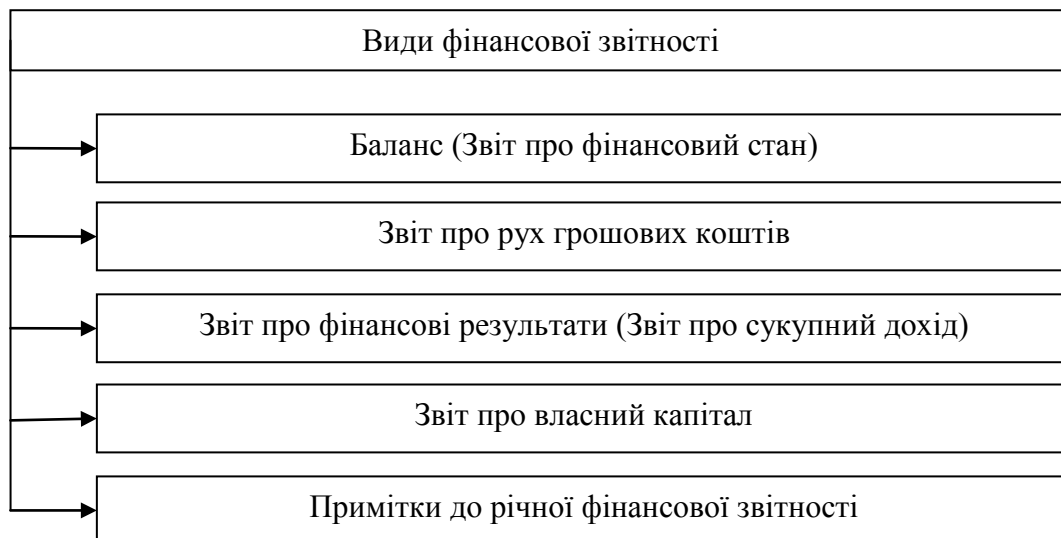 Види фінансової звітності
Баланс (Звіт про фінансовий стан)
Звіт про рух грошових коштів
Звіт про фінансові результати (Звіт про сукупний дохід)
Звіт про власний капітал
Примітки до річної фінансової звітності